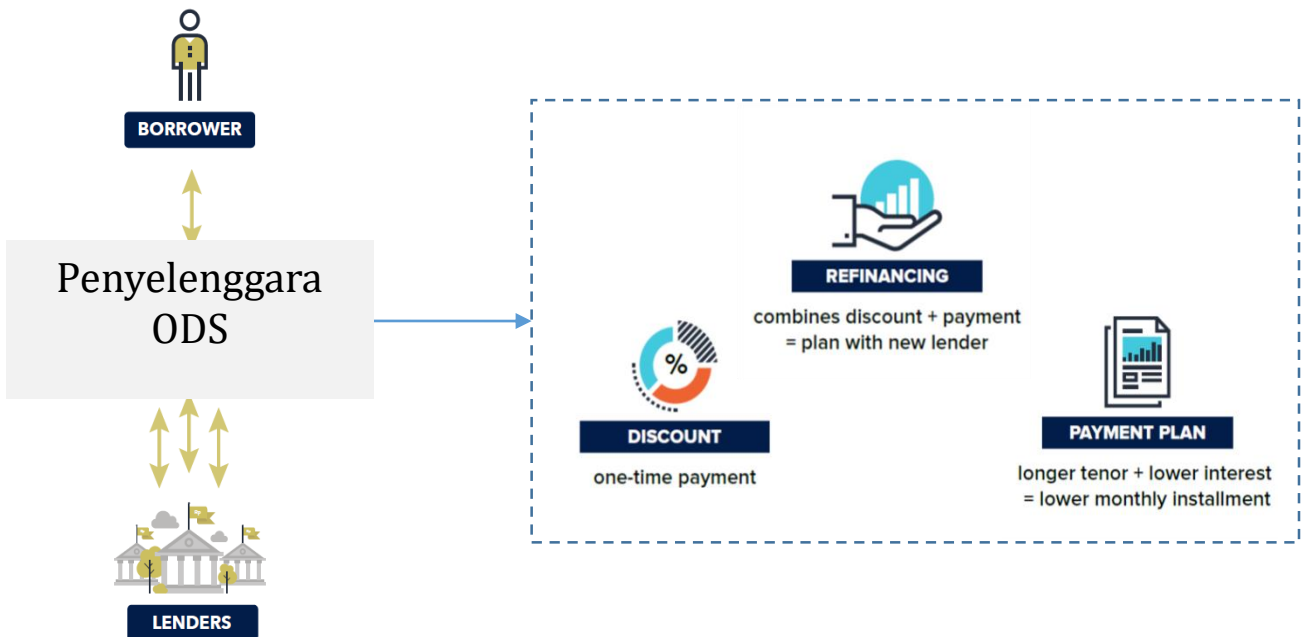 BORROWER
Penyelenggara
ODS
LENDERS
REFINANCING
combines discount + payment
= plan with new lender
%
DISCOUNT
one-time payment
PAYMENT PLAN
longer tenor + lower interest
= lower monthly installment